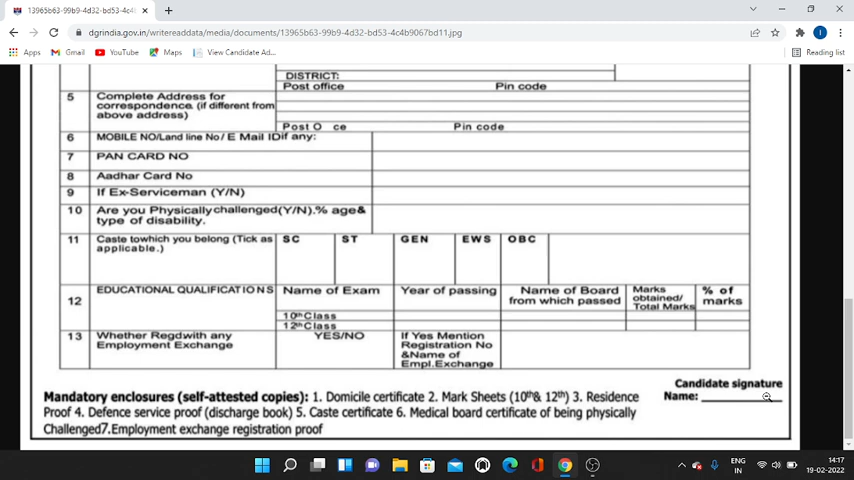 13965b63-99b9-4d32-bd53-4c4b
dgrindia.gov.in/writereaddata/media/documents/13965b63-99b9-4d32-bd53-4c4b9067bd11.jpg
I
Apps Gmail YouTube Maps View Candidate Ad... Reading list
DISTRICT:
5 Complete Address for correspondence. (if different from above address)
Post office Pin code
Post O ce Pin code
6 MOBILE NO/Land line No/ E Mail IDif any:
7 PAN CARD NO
8 Aadhar Card No
9 If Ex-Serviceman (Y/N)
10 Are you Physically challenged(Y/N).% age&
type of disability.
11 Caste towhich you belong (Tick as
applicable.)
SC ST GEN EWS OBC
12 EDUCATIONAL QUALIFICATIONS
Name of Exam Year of passing Name of Board
from which passed
Marks
obtained/
Total Marks
% of
marks
10th Class
12th Class
13 Whether Regdwith any
Employment Exchange
YES/NO
If Yes Mention
Registration No
&Name of
Empl.Exchange
Candidate signature
Name:
Mandatory enclosures (self-attested copies): 1. Domicile certificate 2. Mark Sheets (10th& 12th) 3. Residence
Proof 4. Defence service proof (discharge book) 5. Caste certificate 6. Medical board certificate of being physically
Challenged7.Employment exchange registration proof
ENG
IN
14:17
19-02-2022